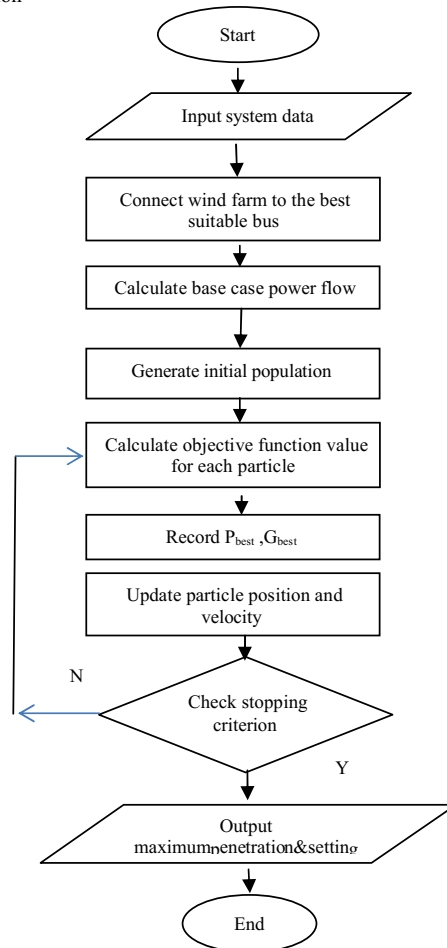 Start
Input system data
Connect wind farm to the best
suitable bus
Calculate base case power flow
Generate initial population
Calculate objective function value
for each particle
Record Pbest ,Gbest
Update particle position and
velocity
N
Check stopping
criterion
Y
Output
maximumpenetration&setting
End